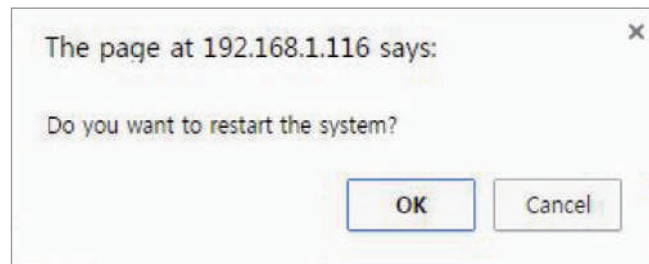 The page at 192.168.1.116 says:
Do you want to restart the system?
OK Cancel